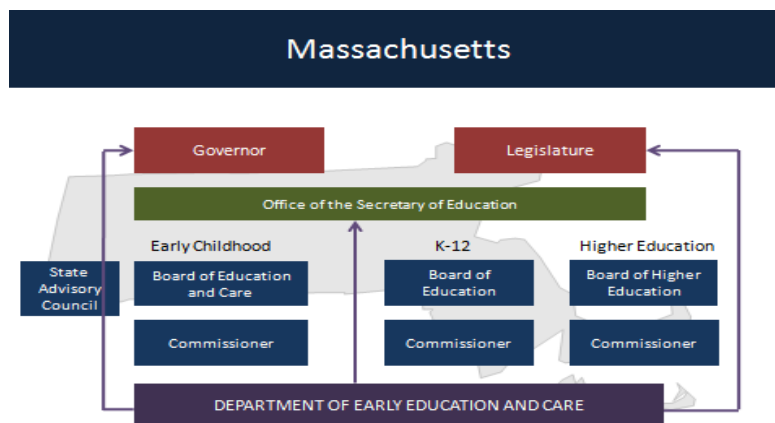 Massachusetts
Governor
Legislature
Office of the Secretary of Education
Early Childhood
K-12
Higher Education
State
Advisory
Council
Board of Education
and Care
Board of
Education
Board of Higher
Education
Commissioner
Commissioner
Commissioner
DEPARTMENT OF EARLY EDUCATION AND CARE